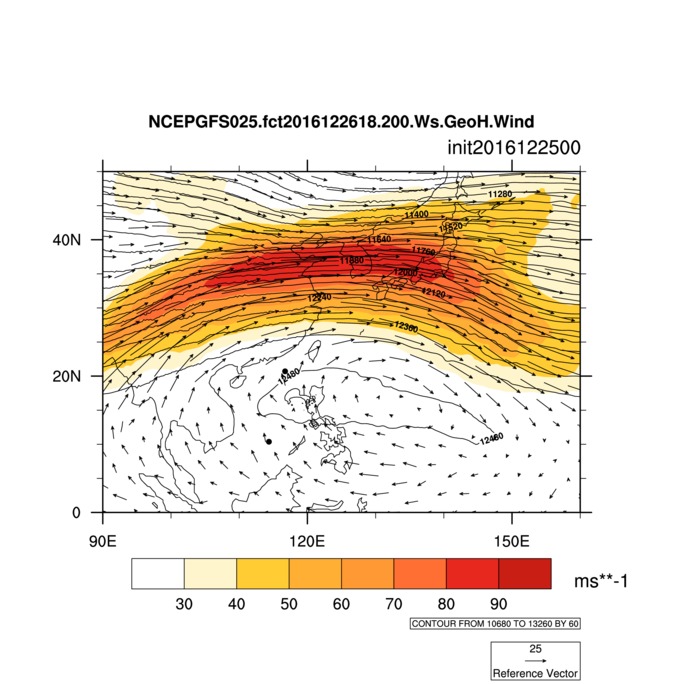 NCEPGFS025.fct2016122618.200.Ws.GeoH.Wind
init2016122500
11280
11400
11520
11640
11760
11880
12000
12120
12240
12360
12480
12480
40N
20N
0
90E 120E 150E
ms**-1
30 40 50 60 70 80 90
CONTOUR FROM 10680 TO 13260 BY 60
25
Reference Vector